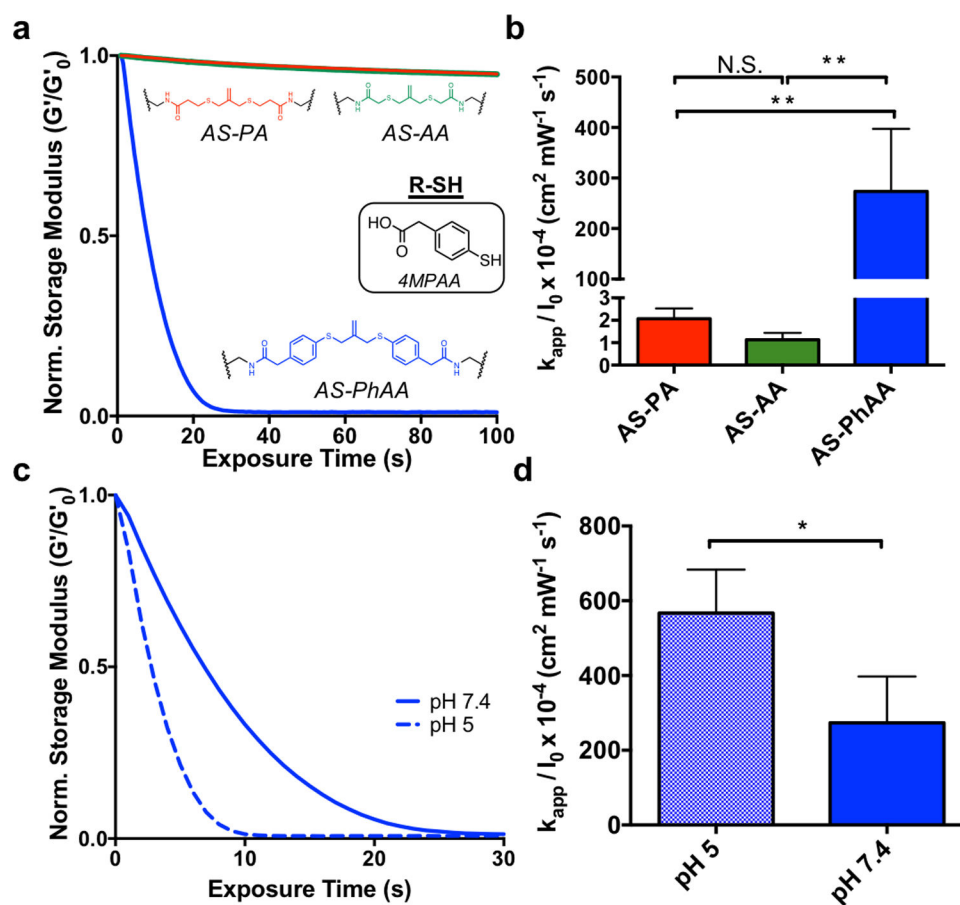 a
Norm. Storage Modulus (G'/G'0)
1.0
0.5
0.0
0
20
40
60
80
100
Exposure Time (s)
N
H
O
S
S
O
H
N
AS-PA
N
H
O
S
S
O
H
N
AS-AA
R-SH
HO
O
SH
4MPAA
N
H
O
S
S
O
H
N
AS-PhAA
b
kapp / I0 x 10-4 (cm2 mW-1 s-1)
500
400
300
200
100
3
2
1
0
N.S.
**
**
AS-PA
AS-AA
AS-PhAA
c
Norm. Storage Modulus (G'/G'0)
1.0
0.5
0.0
0
10
20
30
Exposure Time (s)
pH 7.4
pH 5
d
kapp / I0 x 10-4 (cm2 mW-1 s-1)
800
600
400
200
0
*
pH 5
pH 7.4